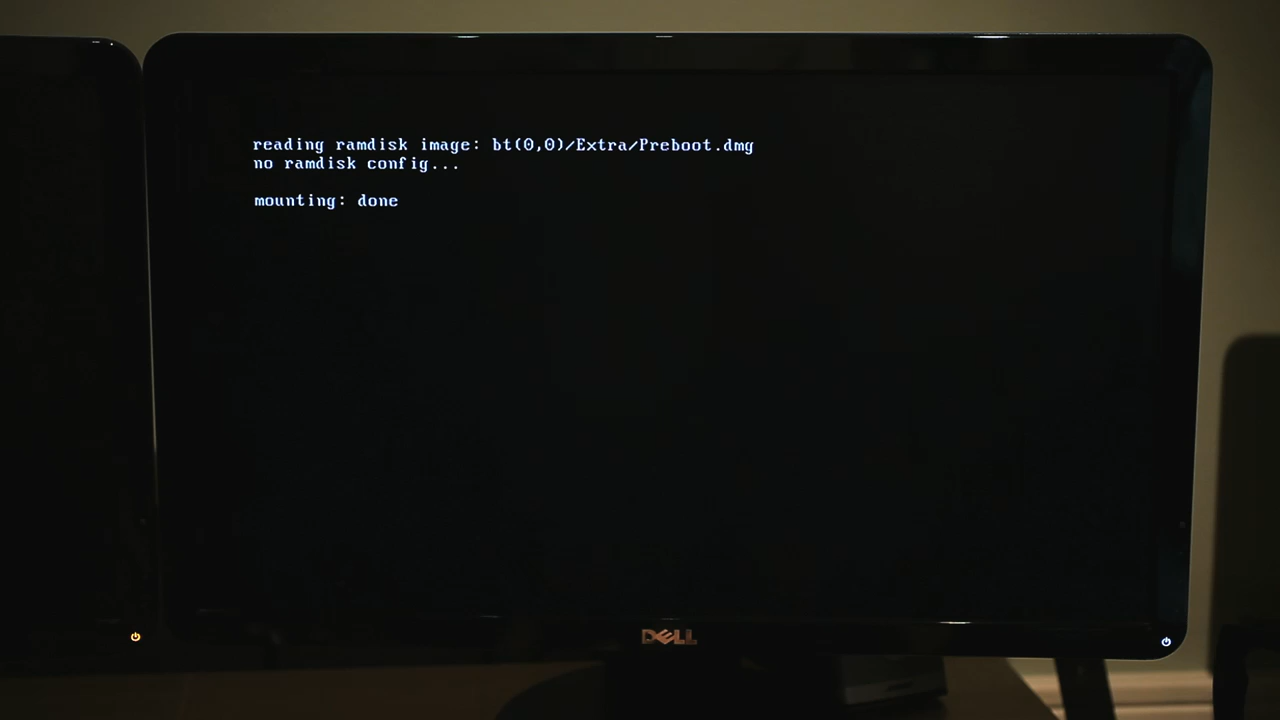 reading ramdisk image: bt(0,0)/Extra/Preboot.dmg
no ramdisk config...
mounting: done
DELL